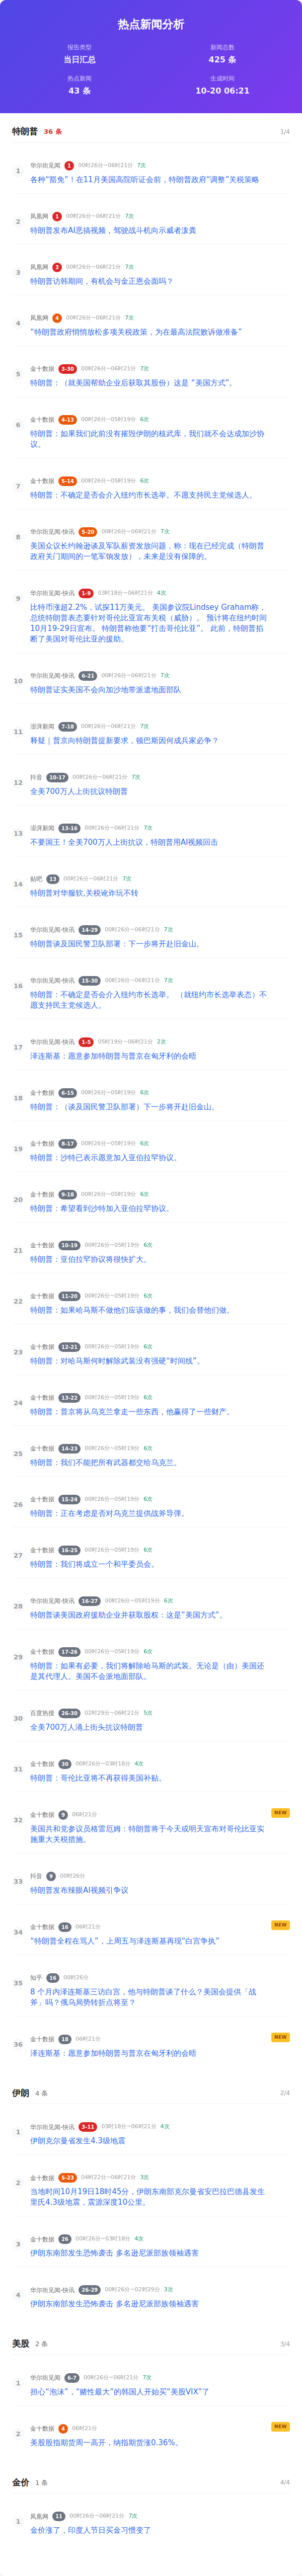 热点新闻分析
报告类型
新闻总数
当日汇总
425 条
热点新闻
生成时间
43 条
10-20 06:21
特朗普 36 条 1/4
1 华尔街见闻 1 00时26分~06时21分 7次
各种“豁免”！在11月美国高院听证会前，特朗普政府“调整”关税策略
2 凤凰网 1 00时26分~06时21分 7次
特朗普发布AI恶搞视频，驾驶战斗机向示威者泼粪
3 凤凰网 3 00时26分~06时21分 7次
特朗普访韩期间，有机会与金正恩会面吗？
4 凤凰网 4 00时26分~06时21分 7次
“特朗普政府悄悄放松多项关税政策，为在最高法院败诉做准备”
5 金十数据 3-30 00时26分~06时21分 7次
特朗普：（就美国帮助企业后获取其股份）这是 “美国方式”。
6 金十数据 4-13 00时26分~05时19分 6次
特朗普：如果我们此前没有摧毁伊朗的核武库，我们就不会达成加沙协
议。
7 金十数据 5-14 00时26分~05时19分 6次
特朗普：不确定是否会介入纽约市长选举。不愿支持民主党候选人。
8 华尔街见闻-快讯 5-20 00时26分~06时21分 7次
美国众议长约翰逊谈及军队薪资发放问题，称：现在已经完成（特朗普
政府关门期间的一笔军饷发放），未来是没有保障的。
9 华尔街见闻-快讯 1-9 03时18分~06时21分 4次
比特币涨超2.2%，试探11万美元。 美国参议院Lindsey Graham称，
总统特朗普表态要针对哥伦比亚宣布关税（威胁）。 预计将在纽约时间
10月19-29日宣布。 特朗普称他要“打击哥伦比亚”。 此前，特朗普掐
断了美国对哥伦比亚的援助。
10 华尔街见闻-快讯 6-21 00时26分~06时21分 7次
特朗普证实美国不会向加沙地带派遣地面部队
11 澎湃新闻 7-18 00时26分~06时21分 7次
释疑｜普京向特朗普提新要求，顿巴斯因何成兵家必争？
12 抖音 10-17 00时26分~06时21分 7次
全美700万人上街抗议特朗普
13 澎湃新闻 13-16 00时26分~06时21分 7次
不要国王！全美700万人上街抗议，特朗普用AI视频回击
14 贴吧 13 00时26分~06时21分 7次
特朗普对华服软,关税讹诈玩不转
15 华尔街见闻-快讯 14-29 00时26分~06时21分 7次
特朗普谈及国民警卫队部署：下一步将开赴旧金山。
16 华尔街见闻-快讯 15-30 00时26分~06时21分 7次
特朗普：不确定是否会介入纽约市长选举。 （就纽约市长选举表态）不
愿支持民主党候选人。
17 华尔街见闻-快讯 1-5 05时19分~06时21分 2次
泽连斯基：愿意参加特朗普与普京在匈牙利的会晤
18 金十数据 6-15 00时26分~05时19分 6次
特朗普：（谈及国民警卫队部署）下一步将开赴旧金山。
19 金十数据 8-17 00时26分~05时19分 6次
特朗普：沙特已表示愿意加入亚伯拉罕协议。
20 金十数据 9-18 00时26分~05时19分 6次
特朗普：希望看到沙特加入亚伯拉罕协议。
21 金十数据 10-19 00时26分~05时19分 6次
特朗普：亚伯拉罕协议将很快扩大。
22 金十数据 11-20 00时26分~05时19分 6次
特朗普：如果哈马斯不做他们应该做的事，我们会替他们做。
23 金十数据 12-21 00时26分~05时19分 6次
特朗普：对哈马斯何时解除武装没有强硬“时间线”。
24 金十数据 13-22 00时26分~05时19分 6次
特朗普：普京将从乌克兰拿走一些东西，他赢得了一些财产。
25 金十数据 14-23 00时26分~05时19分 6次
特朗普：我们不能把所有武器都交给乌克兰。
26 金十数据 15-24 00时26分~05时19分 6次
特朗普：正在考虑是否对乌克兰提供战斧导弹。
27 金十数据 16-25 00时26分~05时19分 6次
特朗普：我们将成立一个和平委员会。
28 华尔街见闻-快讯 16-27 00时26分~05时19分 6次
特朗普谈美国政府援助企业并获取股权：这是“美国方式”。
29 金十数据 17-26 00时26分~05时19分 6次
特朗普：如果有必要，我们将解除哈马斯的武装。无论是（由）美国还
是其代理人。美国不会派地面部队。
30 百度热搜 26-30 02时29分~06时21分 5次
全美700万人涌上街头抗议特朗普
31 金十数据 30 00时26分~03时18分 4次
特朗普：哥伦比亚将不再获得美国补贴。
32 金十数据 9 06时21分 NEW
美国共和党参议员格雷厄姆：特朗普将于今天或明天宣布对哥伦比亚实
施重大关税措施。
33 抖音 9 00时26分
特朗普发布辣眼AI视频引争议
34 金十数据 16 06时21分 NEW
“特朗普全程在骂人”，上周五与泽连斯基再现“白宫争执”
35 知乎 16 00时26分
8 个月内泽连斯基三访白宫，他与特朗普谈了什么？美国会提供「战
斧」吗？俄乌局势转折点将至？
36 金十数据 18 06时21分 NEW
泽连斯基：愿意参加特朗普与普京在匈牙利的会晤
伊朗 4 条 2/4
1 华尔街见闻-快讯 3-11 03时18分~06时21分 4次
伊朗克尔曼省发生4.3级地震
2 金十数据 5-23 04时22分~06时21分 3次
当地时间10月19日18时45分，伊朗东南部克尔曼省安巴拉巴德县发生
里氏4.3级地震，震源深度10公里。
3 金十数据 26 00时26分~03时18分 4次
伊朗东南部发生恐怖袭击 多名逊尼派部族领袖遇害
4 华尔街见闻-快讯 26-29 00时26分~02时29分 3次
伊朗东南部发生恐怖袭击 多名逊尼派部族领袖遇害
美股 2 条 3/4
1 华尔街见闻 6-7 00时26分~06时21分 7次
担心“泡沫”，“赌性最大”的韩国人开始买“美股VIX”了
2 金十数据 4 06时21分 NEW
美股股指期货周一高开，纳指期货涨0.36%。
金价 1 条 4/4
1 凤凰网 11 00时26分~06时21分 7次
金价涨了，印度人节日买金习惯变了